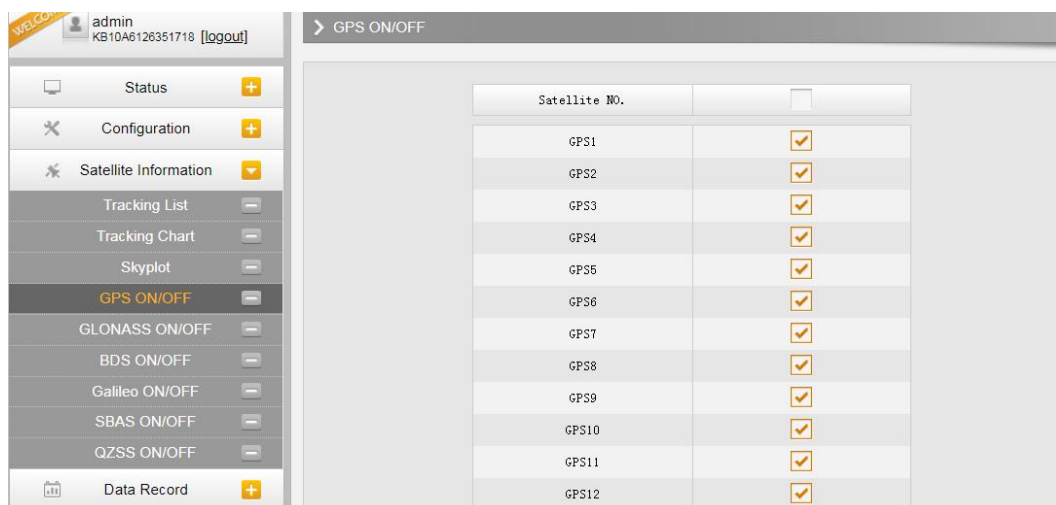 WELCOM
admin
KB10A6126351718 [logout]
Status
Configuration
Satellite Information
Tracking List
Tracking Chart
Skyplot
GPS ON/OFF
GLONASS ON/OFF
BDS ON/OFF
Galileo ON/OFF
SBAS ON/OFF
QZSS ON/OFF
Data Record
GPS ON/OFF
Satellite NO.
GPS1
GPS2
GPS3
GPS4
GPS5
GPS6
GPS7
GPS8
GPS9
GPS10
GPS11
GPS12